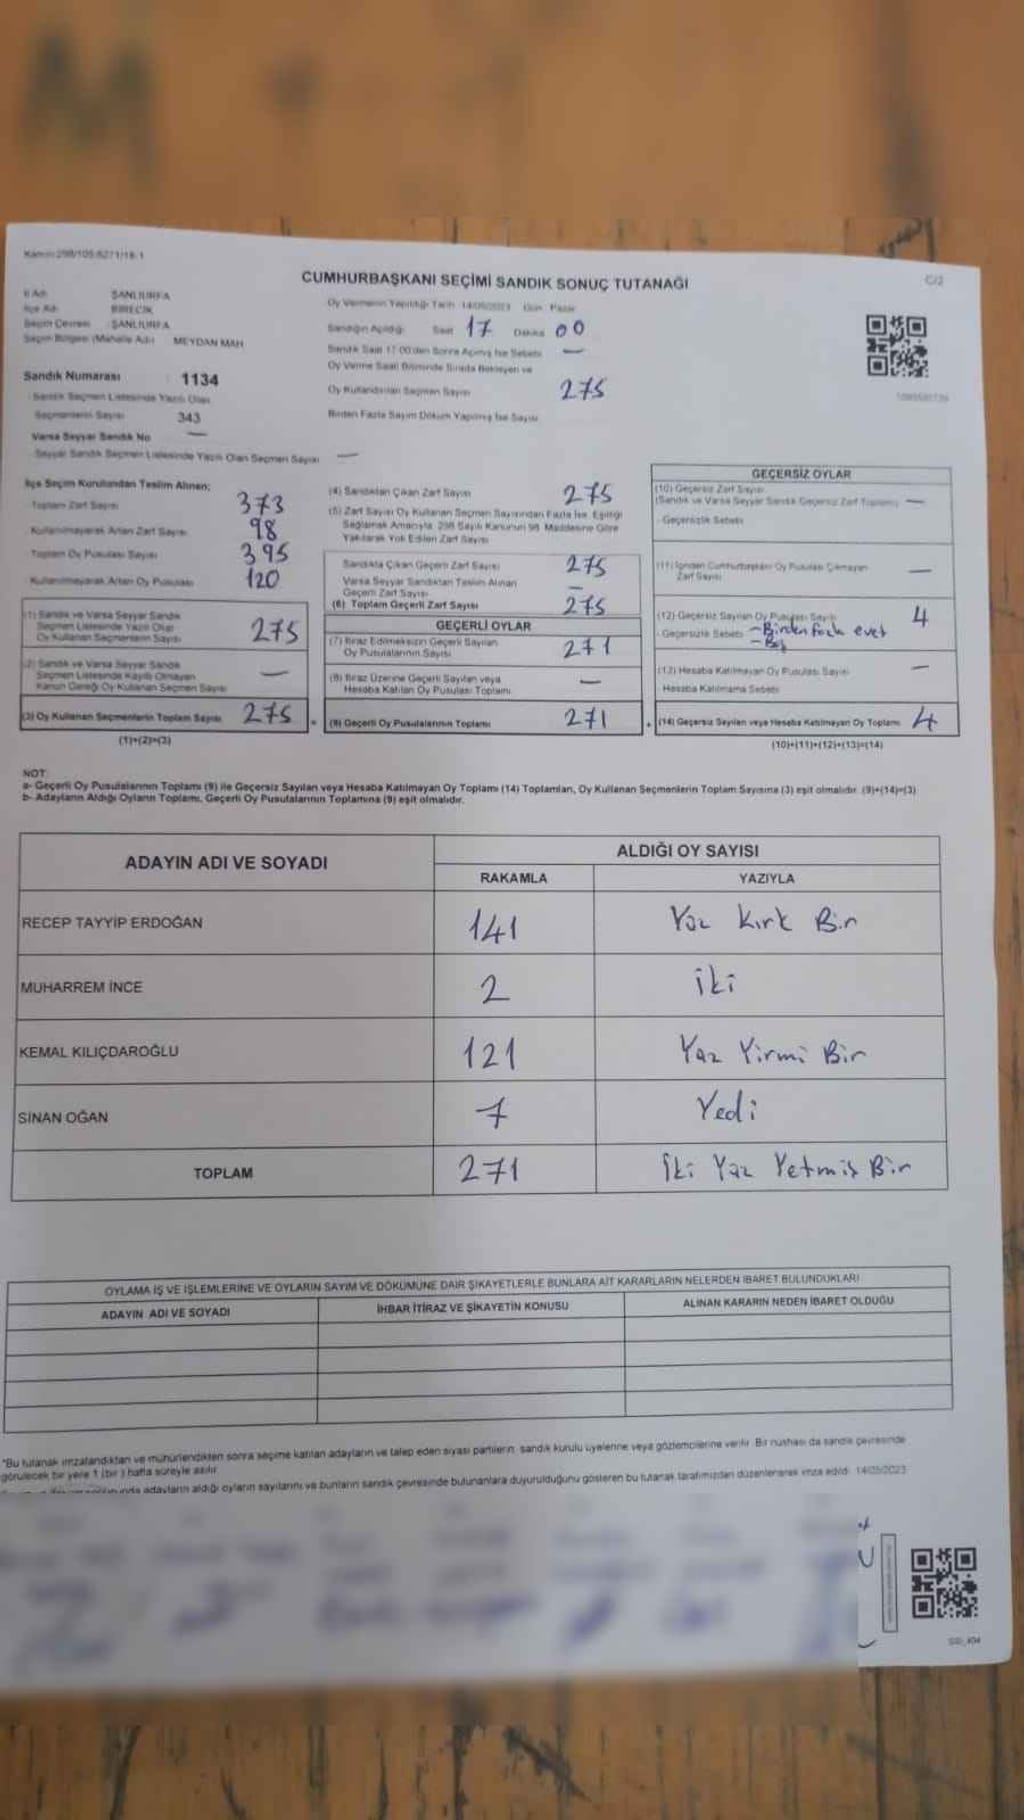 Kanun:298/105;6271/18-1
C/2
CUMHURBAŞKANI SEÇİMİ SANDIK SONUÇ TUTANAĞI
İl Adı ŞANLIURFA
İlçe Adı BİRECİK
Seçim Çevresi ŞANLIURFA
Seçim Bölgesi (Mahalle Adı) MEYDAN MAH
Sandık Numarası : 1134
Sandık Seçmen Listesinde Yazılı Olan
Seçmenlerin Sayısı 343
Varsa Seyyar Sandık No —
Seyyar Sandık Seçmen Listesinde Yazılı Olan Seçmen Sayısı —
Oy Vermenin Yapıldığı Tarih 14/05/2023 Gün Pazar
Sandığın Açıldığı Saat 17 Dakika 00
Sandık Saat 17:00'den Sonra Açılmış İse Sebebi —
Oy Verme Saati Bitiminde Sırada Bekleyen ve
Oy Kullandırılan Seçmen Sayısı 275
Birden Fazla Sayım Döküm Yapılmış İse Sayısı
İlçe Seçim Kurulundan Teslim Alınan;
Toplam Zarf Sayısı 373
Kullanılmayarak Artan Zarf Sayısı 98
Toplam Oy Pusulası Sayısı 395
Kullanılmayarak Artan Oy Pusulası 120
(1) Sandık ve Varsa Seyyar Sandık
Seçmen Listesinde Yazılı Olup
Oy Kullanan Seçmenlerin Sayısı 275
(2) Sandık ve Varsa Seyyar Sandık
Seçmen Listesinde Kayıtlı Olmayan
Kanun Gereği Oy Kullanan Seçmen Sayısı —
(3) Oy Kullanan Seçmenlerin Toplam Sayısı 275
(1)+(2)=(3)
(4) Sandıktan Çıkan Zarf Sayısı 275
(5) Zarf Sayısı Oy Kullanan Seçmen Sayısından Fazla İse, Eşitliği
Sağlamak Amacıyla 298 Sayılı Kanunun 98. Maddesine Göre
Yakılarak Yok Edilen Zarf Sayısı
Sandıkta Çıkan Geçerli Zarf Sayısı 275
Varsa Seyyar Sandıktan Teslim Alınan
Geçerli Zarf Sayısı —
(6) Toplam Geçerli Zarf Sayısı 275
GEÇERLİ OYLAR
(7) İtiraz Edilmeksizin Geçerli Sayılan
Oy Pusulalarının Sayısı 271
(8) İtiraz Üzerine Geçerli Sayılan veya
Hesaba Katılan Oy Pusulası Toplamı —
(9) Geçerli Oy Pusulalarının Toplamı 271
GEÇERSİZ OYLAR
(10) Geçersiz Zarf Sayısı
(Sandık ve Varsa Seyyar Sandık Geçersiz Zarf Toplamı) —
- Geçersizlik Sebebi
(11) İçinden Cumhurbaşkanı Oy Pusulası Çıkmayan
Zarf Sayısı —
(12) Geçersiz Sayılan Oy Pusulası Sayısı 4
- Geçersizlik Sebebi - Birden fazla evet
- Boş
(13) Hesaba Katılmayan Oy Pusulası Sayısı —
Hesaba Katılmama Sebebi
(14) Geçersiz Sayılan veya Hesaba Katılmayan Oy Toplamı 4
(10)+(11)+(12)+(13)=(14)
NOT:
a- Geçerli Oy Pusulalarının Toplamı (9) ile Geçersiz Sayılan veya Hesaba Katılmayan Oy Toplamı (14) Toplamları, Oy Kullanan Seçmenlerin Toplam Sayısına (3) eşit olmalıdır. (9)+(14)=(3)
b- Adayların Aldığı Oyların Toplamı, Geçerli Oy Pusulalarının Toplamına (9) eşit olmalıdır.
ADAYIN ADI VE SOYADI
ALDIĞI OY SAYISI
RAKAMLA YAZIYLA
RECEP TAYYİP ERDOĞAN 141 Yüz Kırk Bir
MUHARREM İNCE 2 iki
KEMAL KILIÇDAROĞLU 121 Yüz Yirmi Bir
SİNAN OĞAN 7 Yedi
TOPLAM 271 İki Yüz Yetmiş Bir
OYLAMA İŞ VE İŞLEMLERİNE VE OYLARIN SAYIM VE DÖKÜMÜNE DAİR ŞİKAYETLERLE BUNLARA AİT KARARLARIN NELERDEN İBARET BULUNDUKLARI
ADAYIN ADI VE SOYADI İHBAR İTİRAZ VE ŞİKAYETİN KONUSU ALINAN KARARIN NEDEN İBARET OLDUĞU
"Bu tutanak imzalandıktan ve mühürlendikten sonra seçime katılan adayların ve talep eden siyasi partilerin, sandık kurulu üyelerine veya gözlemcilerine verilir. Bir nüshası da sandık çevresinde
görülecek bir yere 1 (bir) hafta süreyle asılır.
adayların aldığı oyların sayılarını ve bunların sandık çevresinde bulunanlara duyurulduğunu gösteren bu tutanak tarafımızdan düzenlenerek imza edildi. 14/05/2023